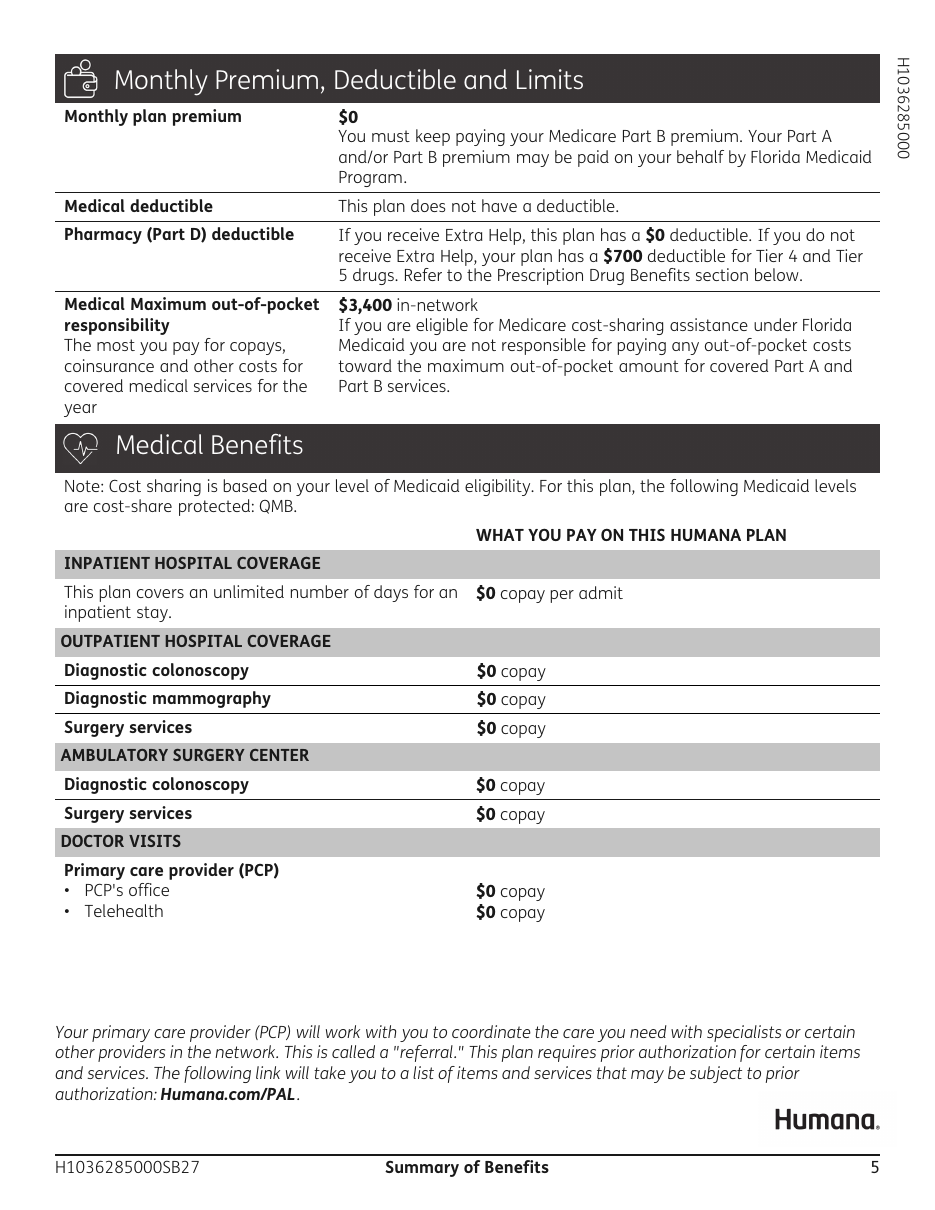 Monthly Premium, Deductible and Limits
H1036285000
Monthly plan premium
$0
You must keep paying your Medicare Part B premium. Your Part A
and/or Part B premium may be paid on your behalf by Florida Medicaid
Program.
Medical deductible
This plan does not have a deductible.
Pharmacy (Part D) deductible
If you receive Extra Help, this plan has a $0 deductible. If you do not
receive Extra Help, your plan has a $700 deductible for Tier 4 and Tier
5 drugs. Refer to the Prescription Drug Benefits section below.
Medical Maximum out-of-pocket
responsibility
The most you pay for copays,
coinsurance and other costs for
covered medical services for the
year
$3,400 in-network
If you are eligible for Medicare cost-sharing assistance under Florida
Medicaid you are not responsible for paying any out-of-pocket costs
toward the maximum out-of-pocket amount for covered Part A and
Part B services.
Medical Benefits
Note: Cost sharing is based on your level of Medicaid eligibility. For this plan, the following Medicaid levels
are cost-share protected: QMB.
WHAT YOU PAY ON THIS HUMANA PLAN
INPATIENT HOSPITAL COVERAGE
This plan covers an unlimited number of days for an
inpatient stay.
$0 copay per admit
OUTPATIENT HOSPITAL COVERAGE
Diagnostic colonoscopy
$0 copay
Diagnostic mammography
$0 copay
Surgery services
$0 copay
AMBULATORY SURGERY CENTER
Diagnostic colonoscopy
$0 copay
Surgery services
$0 copay
DOCTOR VISITS
Primary care provider (PCP)
• PCP's office
$0 copay
• Telehealth
$0 copay
Your primary care provider (PCP) will work with you to coordinate the care you need with specialists or certain
other providers in the network. This is called a "referral." This plan requires prior authorization for certain items
and services. The following link will take you to a list of items and services that may be subject to prior
authorization: Humana.com/PAL.
Humana®
H1036285000SB27
Summary of Benefits
5